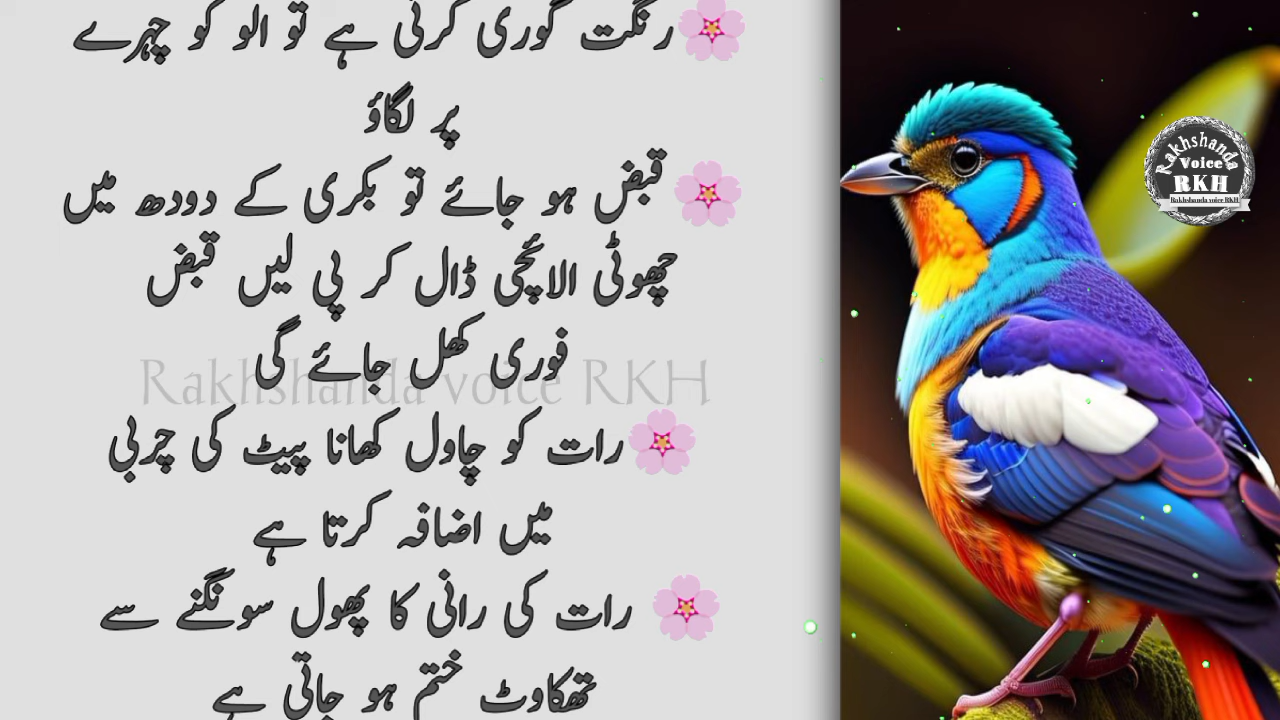 🌸رنگت گوری کرنی ہے تو الو کو چہرے
پر لگاؤ
🌸قبض ہو جائے تو بکری کے دودھ میں
چھوٹی الائچی ڈال کر پی لیں قبض
فوری کھل جائے گی
🌸رات کو چاول کھانا پیٹ کی چربی
میں اضافہ کرتا ہے
🌸رات کی رانی کا پھول سونگنے سے
تھکاوٹ ختم ہو جاتی ہے
Rakhshanda voice RKH
Rakhshanda
Voice
RKH
Rakhshanda voice RKH